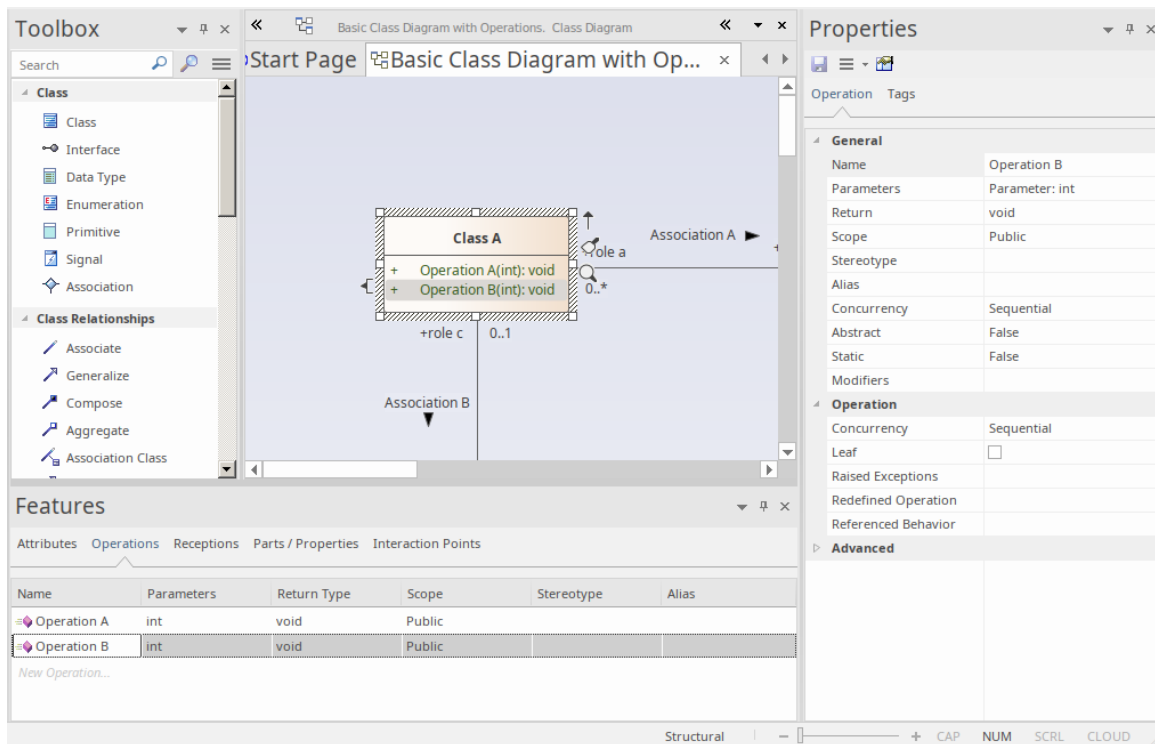 Toolbox
Search
Class
Class
Interface
Data Type
Enumeration
Primitive
Signal
Association
Class Relationships
Associate
Generalize
Compose
Aggregate
Association Class
Basic Class Diagram with Operations. Class Diagram
Start Page
Basic Class Diagram with Op...
Class A
+ Operation A(int): void
+ Operation B(int): void
Association A
+role a
0..*
+
+role c
0..1
Association B
Features
Attributes Operations Receptions Parts / Properties Interaction Points
Name Parameters Return Type Scope Stereotype Alias
Operation A int void Public
Operation B int void Public
New Operation...
Properties
Operation Tags
General
Name Operation B
Parameters Parameter: int
Return void
Scope Public
Stereotype
Alias
Concurrency Sequential
Abstract False
Static False
Modifiers
Operation
Concurrency Sequential
Leaf
Raised Exceptions
Redefined Operation
Referenced Behavior
Advanced
Structural − + CAP NUM SCRL CLOUD